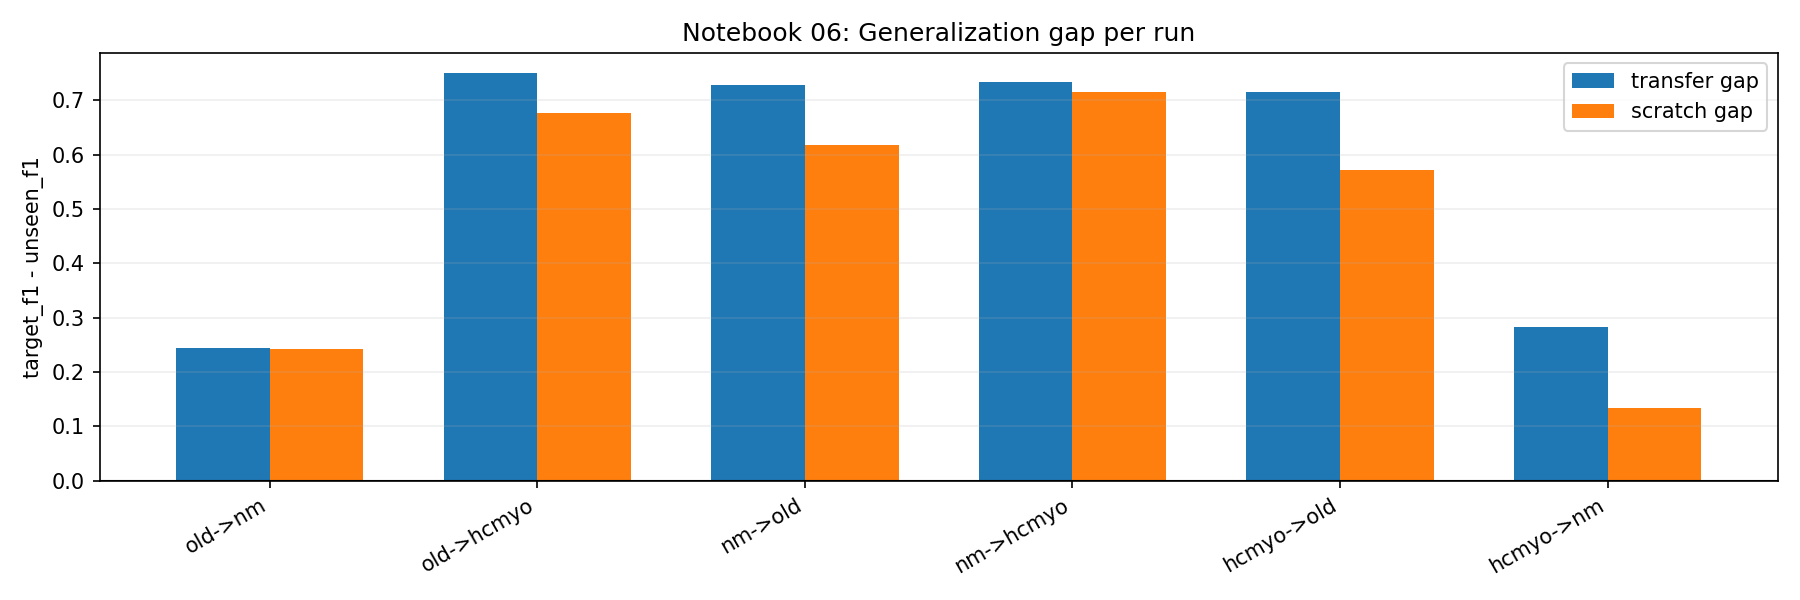 Notebook 06: Generalization gap per run
transfer gap
scratch gap
target_f1 - unseen_f1
0.7
0.6
0.5
0.4
0.3
0.2
0.1
0.0
old->nm
old->hcmyo
nm->old
nm->hcmyo
hcmyo->old
hcmyo->nm